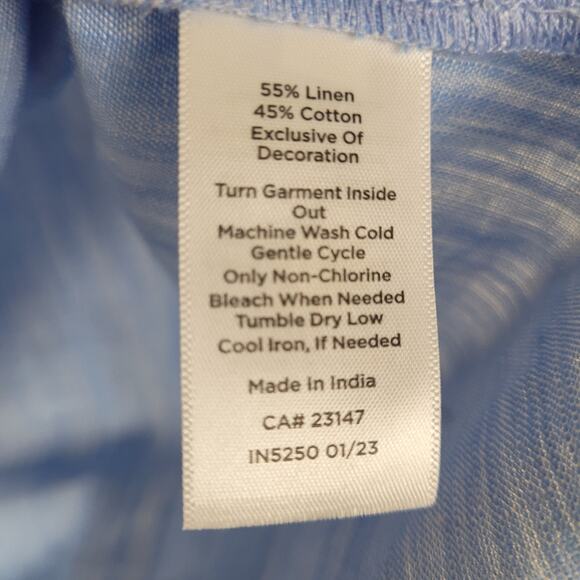 55% Linen
45% Cotton
Exclusive Of
Decoration
Turn Garment Inside
Out
Machine Wash Cold
Gentle Cycle
Only Non-Chlorine
Bleach When Needed
Tumble Dry Low
Cool Iron, If Needed
Made in India
CA# 23147
IN5250 01/23